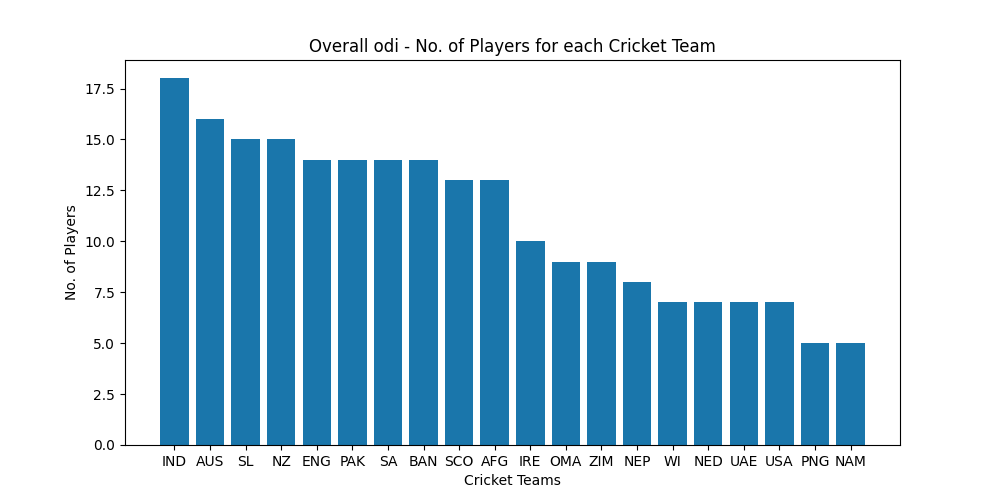 Overall odi - No. of Players for each Cricket Team
No. of Players
17.5
15.0
12.5
10.0
7.5
5.0
2.5
0.0
IND AUS SL NZ ENG PAK SA BAN SCO AFG IRE OMA ZIM NEP WI NED UAE USA PNG NAM
Cricket Teams